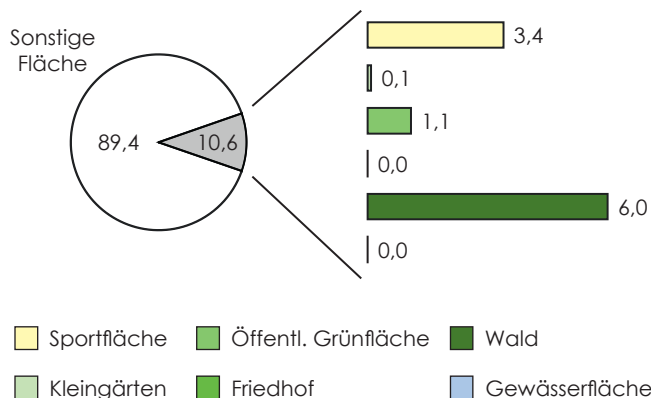 Sonstige
Fläche
89,4
10,6
3,4
0,1
1,1
0,0
6,0
0,0
Sportfläche
Öffentl. Grünfläche
Wald
Kleingärten
Friedhof
Gewässerfläche